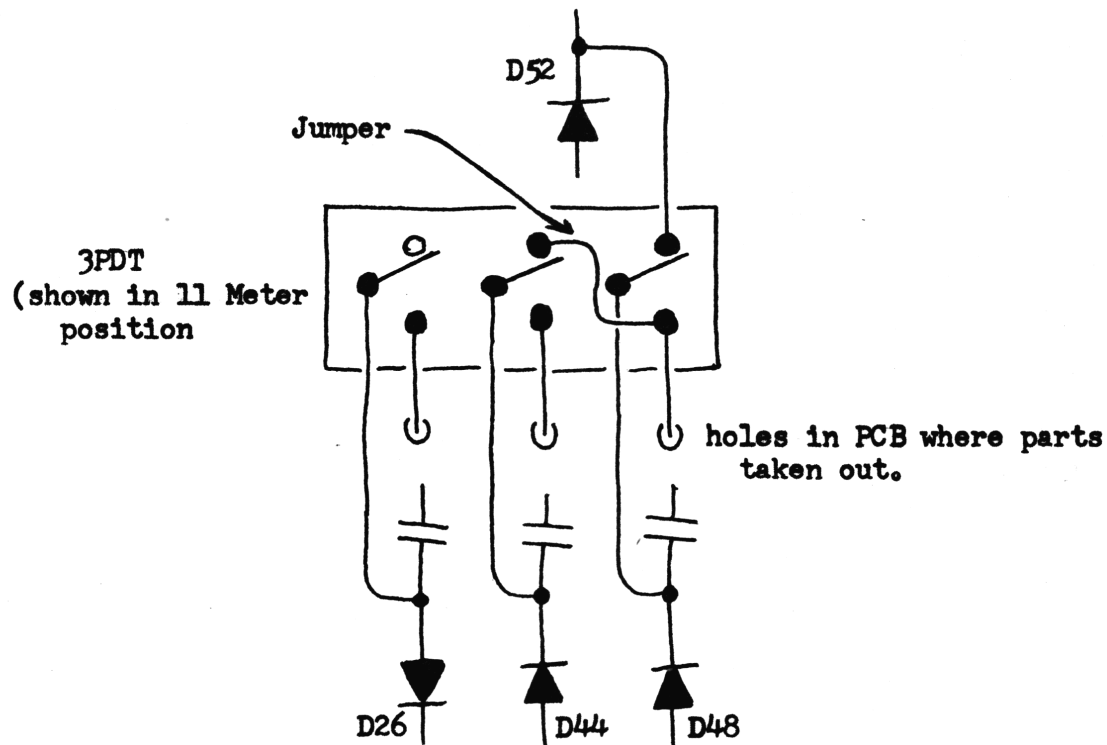 D52
Jumper
3PDT
(shown in 11 Meter
position
holes in PCB where parts
taken out.
D26
D44
D48